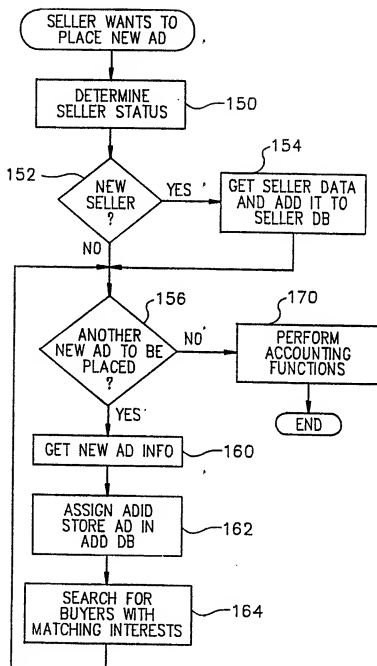 SELLER WANTS TO
PLACE NEW AD
DETERMINE
SELLER STATUS
150
152
NEW
SELLER
?
YES
154
GET SELLER DATA
AND ADD IT TO
SELLER DB
NO
156
ANOTHER
NEW AD TO BE
PLACED
?
NO
170
PERFORM
ACCOUNTING
FUNCTIONS
END
YES
GET NEW AD INFO
160
ASSIGN ADID
STORE AD IN
ADD DB
162
SEARCH FOR
BUYERS WITH
MATCHING INTERESTS
164